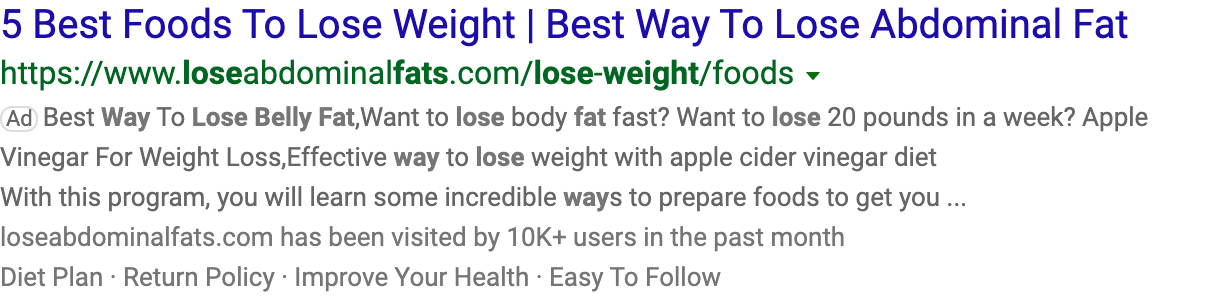 5 Best Foods To Lose Weight | Best Way To Lose Abdominal Fat
https://www.loseabdominalfats.com/lose-weight/foods
Ad Best Way To Lose Belly Fat,Want to lose body fat fast? Want to lose 20 pounds in a week? Apple
Vinegar For Weight Loss,Effective way to lose weight with apple cider vinegar diet
With this program, you will learn some incredible ways to prepare foods to get you ...
loseabdominalfats.com has been visited by 10K+ users in the past month
Diet Plan · Return Policy · Improve Your Health · Easy To Follow